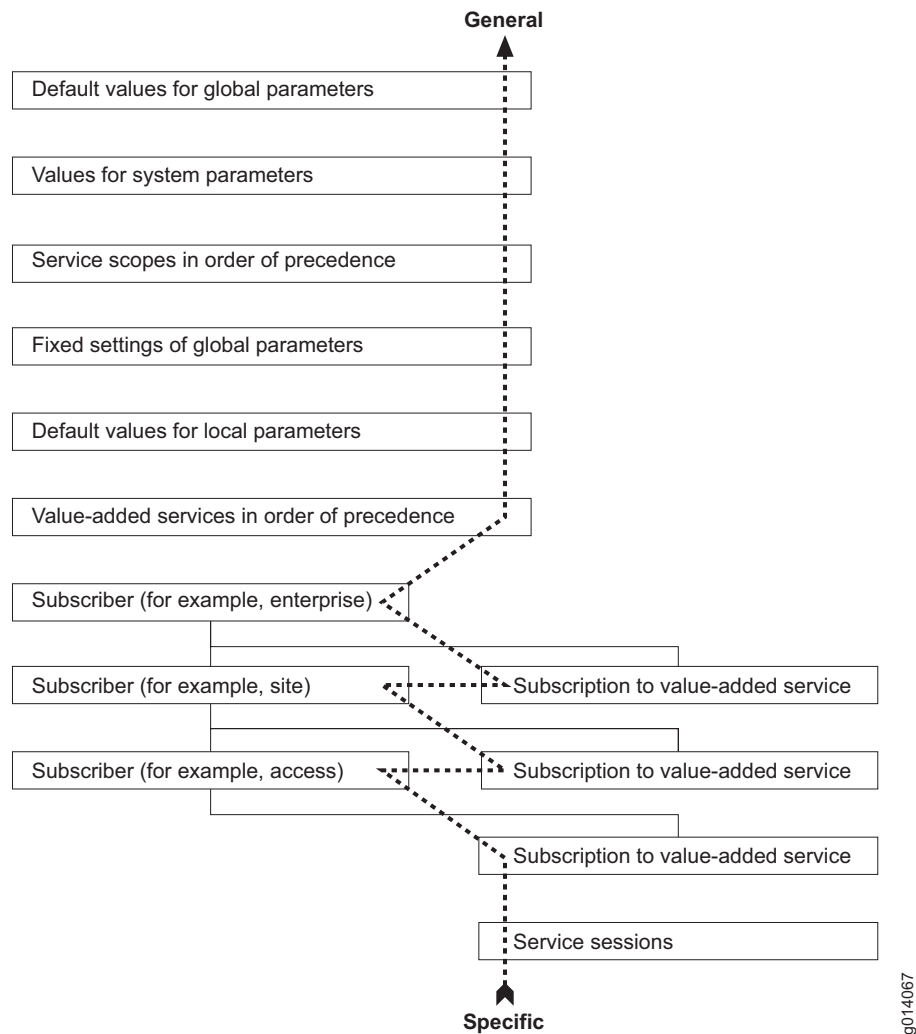 General
Default values for global parameters
Values for system parameters
Service scopes in order of precedence
Fixed settings of global parameters
Default values for local parameters
Value-added services in order of precedence
Subscriber (for example, enterprise)
Subscriber (for example, site)
Subscription to value-added service
Subscriber (for example, access)
Subscription to value-added service
Subscription to value-added service
Service sessions
Specific
g014067